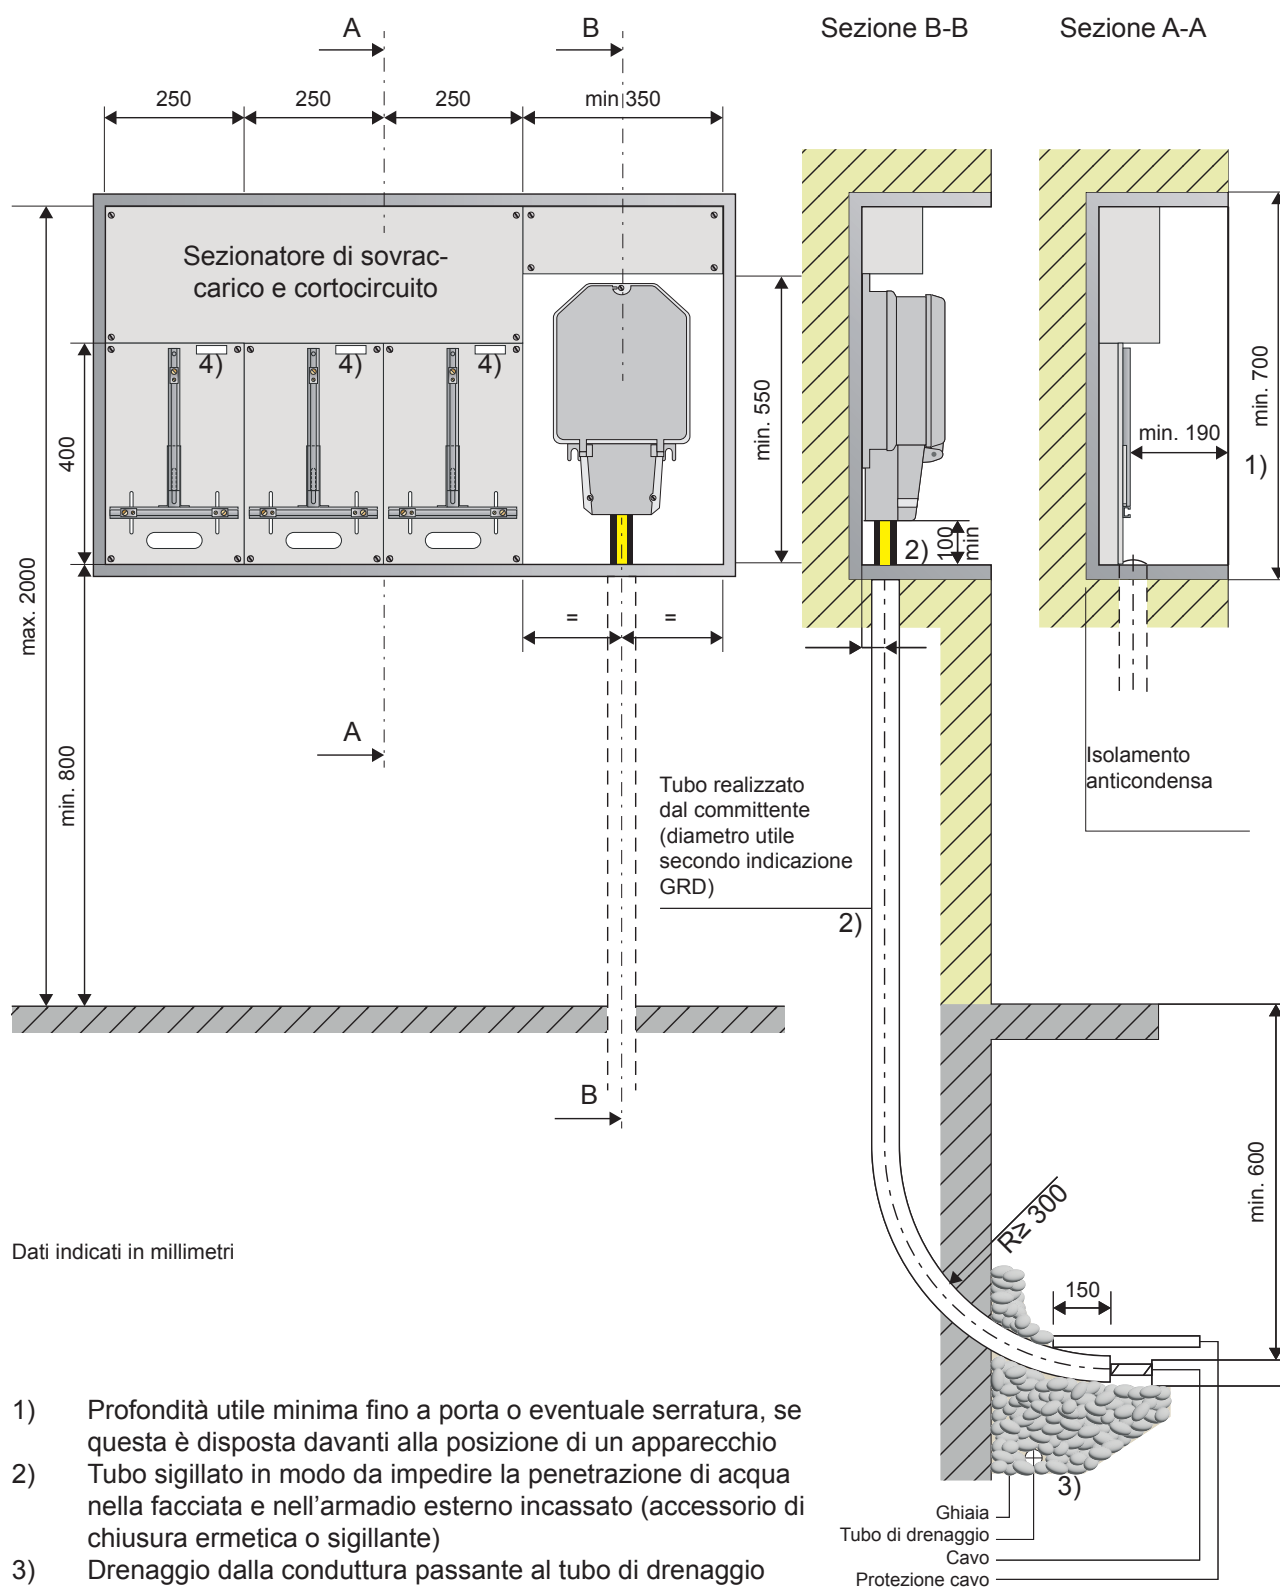 A
B
Sezione B-B
Sezione A-A
250
250
250
min 350
Sezionatore di sovrac-
carico e cortocircuito
4)
4)
4)
400
max. 2000
min. 800
min. 550
2)
100
min
min. 190
min. 700
1)
=
=
A
Isolamento
anticondensa
Tubo realizzato
dal committente
(diametro utile
secondo indicazione
GRD)
2)
B
min. 600
R≥ 300
150
Dati indicati in millimetri
1) Profondità utile minima fino a porta o eventuale serratura, se
questa è disposta davanti alla posizione di un apparecchio
2) Tubo sigillato in modo da impedire la penetrazione di acqua
nella facciata e nell’armadio esterno incassato (accessorio di
chiusura ermetica o sigillante)
3) Drenaggio dalla conduttura passante al tubo di drenaggio
3)
Ghiaia
Tubo di drenaggio
Cavo
Protezione cavo